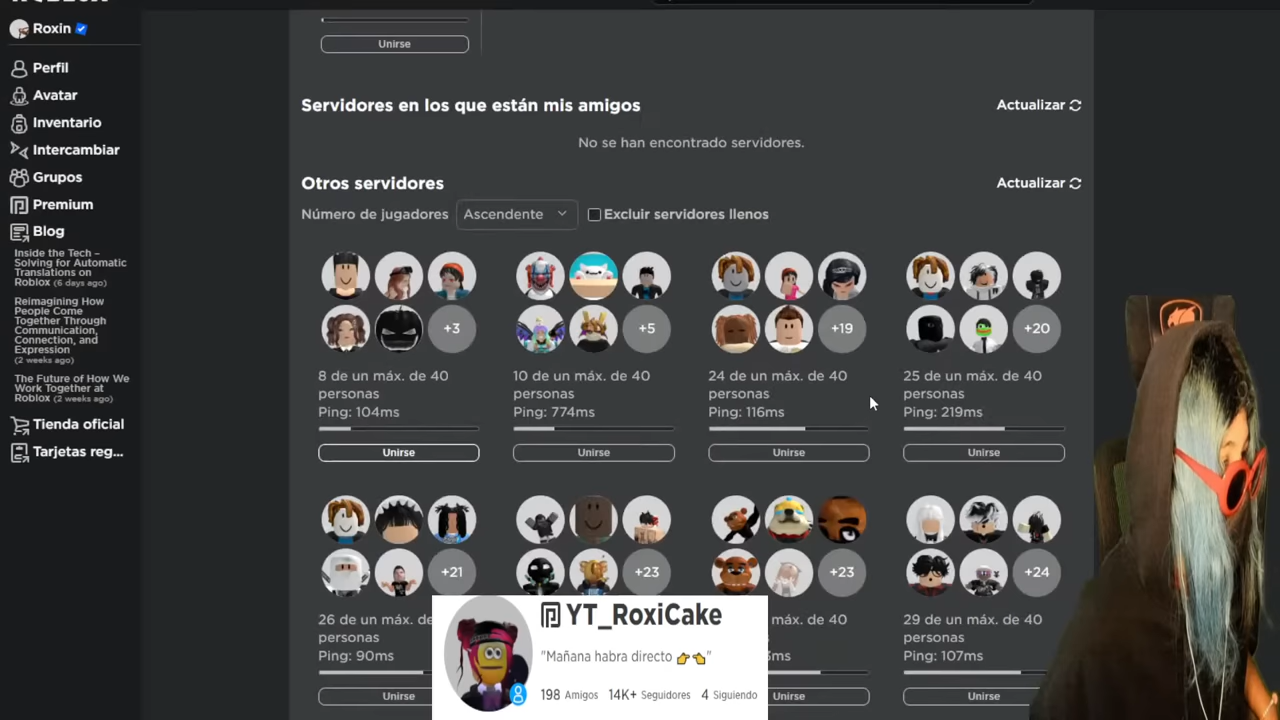 Roxin
Perfil
Avatar
Inventario
Intercambiar
Grupos
Premium
Blog
Inside the Tech –
Solving for Automatic
Translations on
Roblox (6 days ago)
Reimagining How
People Come
Together Through
Communication,
Connection, and
Expression
(2 weeks ago)
The Future of How We
Work Together at
Roblox (2 weeks ago)
Tienda oficial
Tarjetas reg...
Unirse
Servidores en los que están mis amigos
Actualizar
No se han encontrado servidores.
Otros servidores
Actualizar
Número de jugadores Ascendente Excluir servidores llenos
+3
8 de un máx. de 40
personas
Ping: 104ms
Unirse
+5
10 de un máx. de 40
personas
Ping: 774ms
Unirse
+19
24 de un máx. de 40
personas
Ping: 116ms
Unirse
+20
25 de un máx. de 40
personas
Ping: 219ms
Unirse
+21
26 de un máx. de
personas
Ping: 90ms
Unirse
+23
+23
máx. de 40
Unirse
+24
29 de un máx. de 40
personas
Ping: 107ms
Unirse
YT_RoxiCake
"Mañana habra directo 👉👈"
198 Amigos 14K+ Seguidores 4 Siguiendo